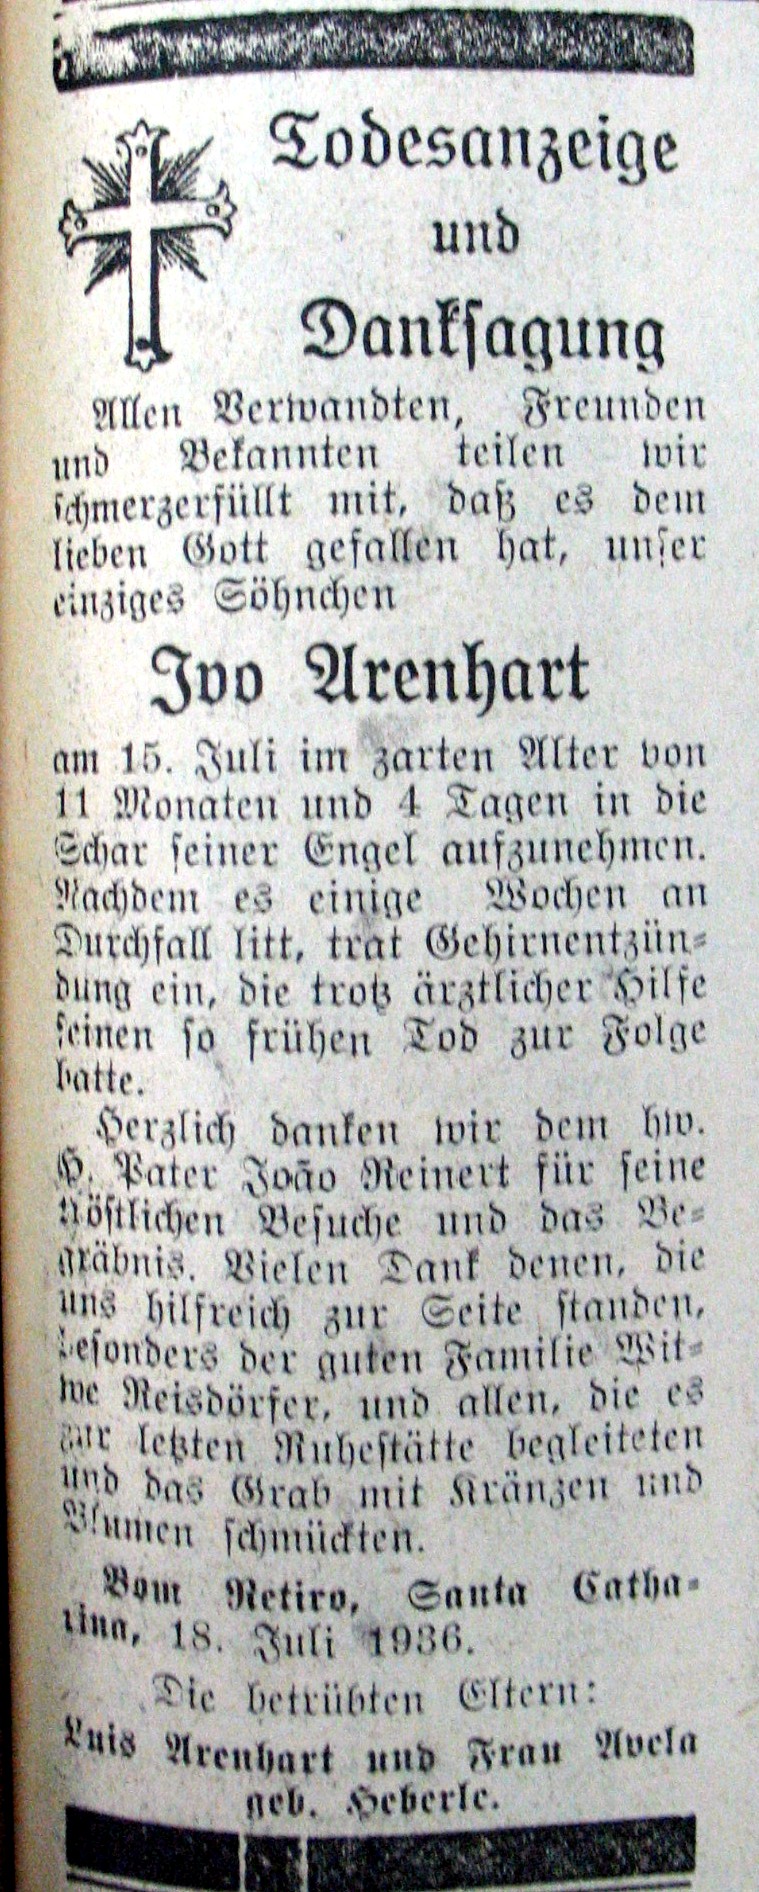 Todesanzeige
und
Danksagung
Allen Verwandten, Freunden
und Bekannten teilen wir
schmerzerfüllt mit, daß es dem
lieben Gott gefallen hat, unser
einziges Söhnchen
Ivo Arenhart
am 15. Juli im zarten Alter von
11 Monaten und 4 Tagen in die
Schar seiner Engel aufzunehmen.
Nachdem es einige Wochen an
Durchfall litt, trat Gehirnentzün-
dung ein, die trotz ärztlicher Hilfe
seinen so frühen Tod zur Folge
hatte.
Herzlich danken wir dem hw.
H. Pater João Reinert für seine
tröstlichen Besuche und das Be-
gräbnis. Vielen Dank denen, die
uns hilfreich zur Seite standen,
besonders der guten Familie Wit-
we Reisdörfer, und allen, die es
zur letzten Ruhestätte begleiteten
und das Grab mit Kränzen und
Blumen schmückten.
Bom Retiro, Santa Catha-
rina, 18. Juli 1936.
Die betrübten Eltern:
Luis Arenhart und Frau Avela
geb. Heberle.